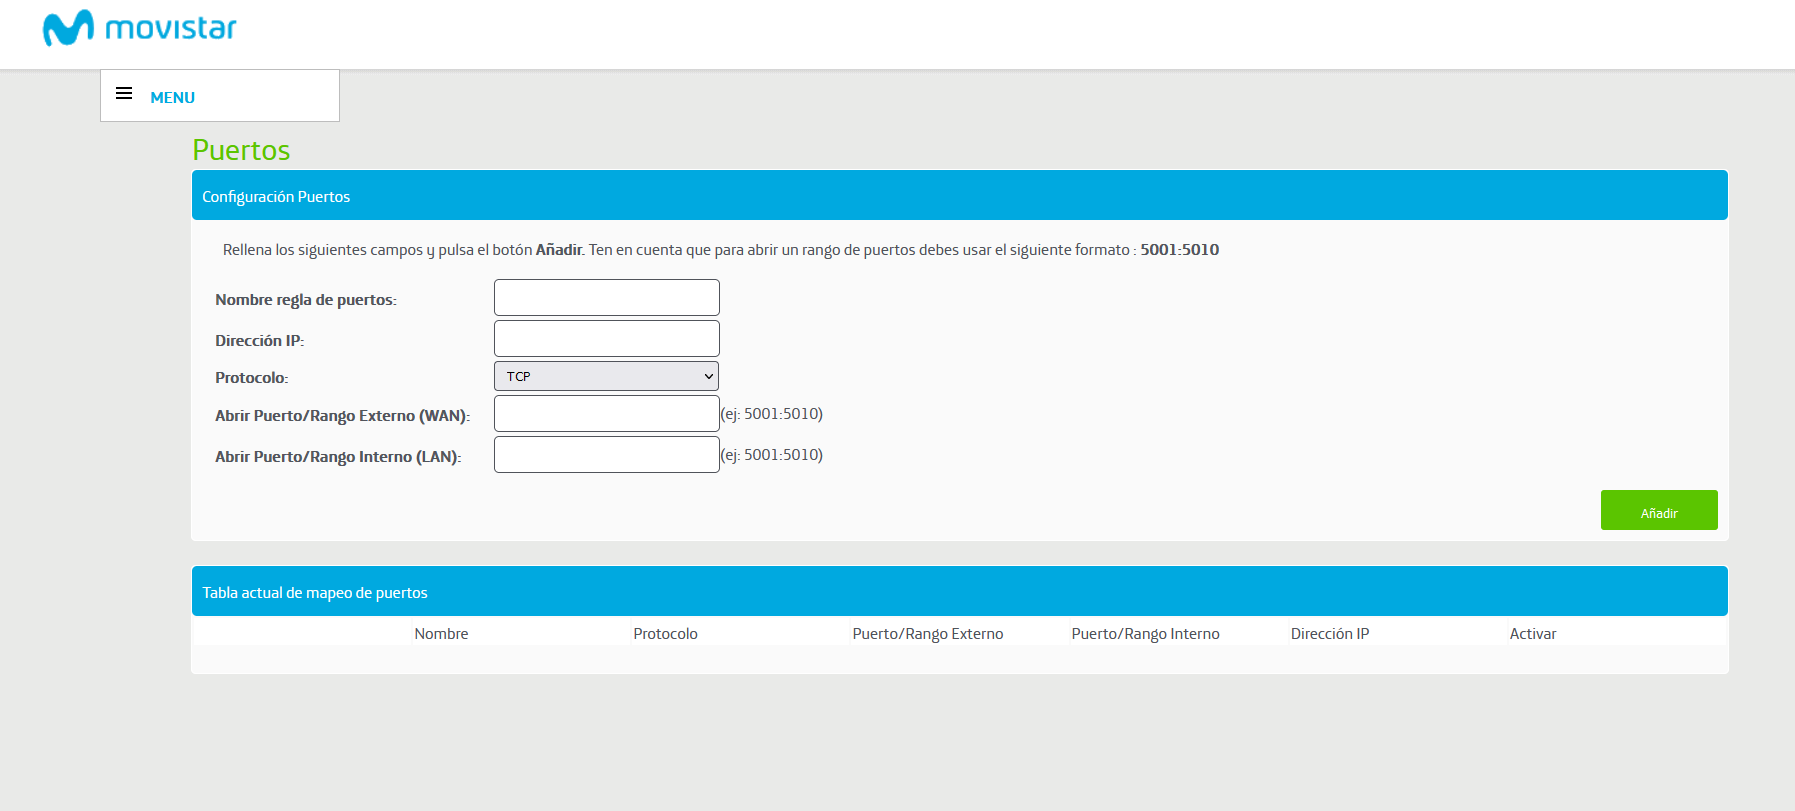 movistar
MENU
Puertos
Configuración Puertos
Rellena los siguientes campos y pulsa el botón Añadir. Ten en cuenta que para abrir un rango de puertos debes usar el siguiente formato : 5001:5010
Nombre regla de puertos:
Dirección IP:
Protocolo: TCP
Abrir Puerto/Rango Externo (WAN): (ej: 5001:5010)
Abrir Puerto/Rango Interno (LAN): (ej: 5001:5010)
Añadir
Tabla actual de mapeo de puertos
Nombre Protocolo Puerto/Rango Externo Puerto/Rango Interno Dirección IP Activar